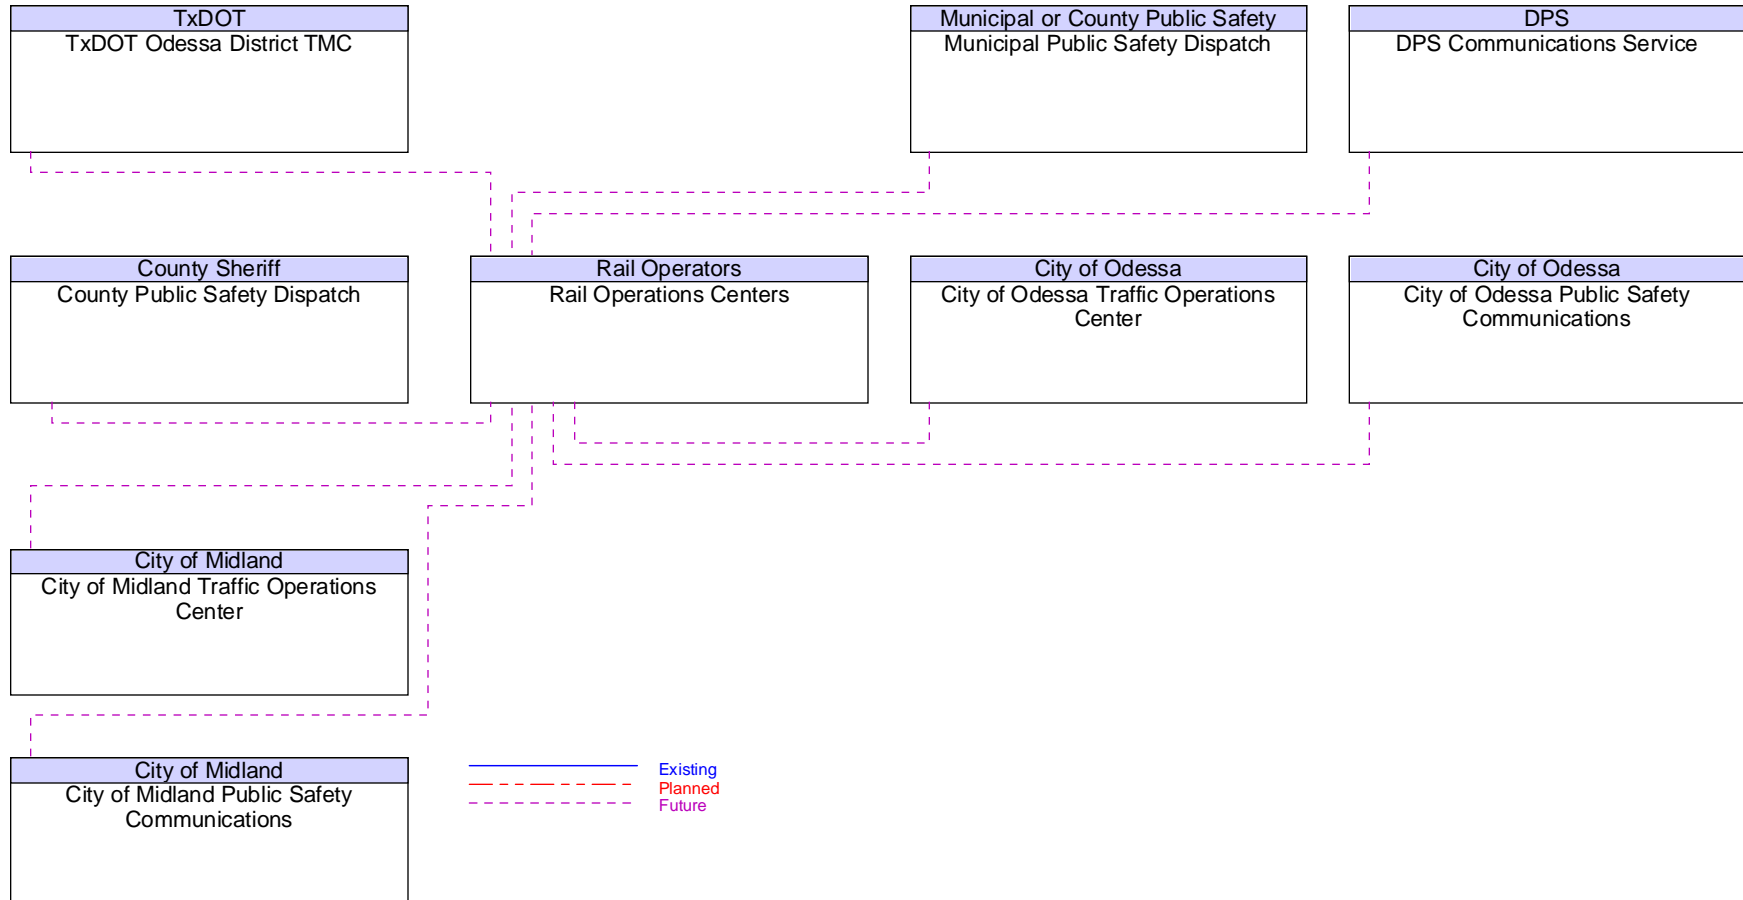 TxDOT
TxDOT Odessa District TMC
Municipal or County Public Safety
Municipal Public Safety Dispatch
DPS
DPS Communications Service
County Sheriff
County Public Safety Dispatch
Rail Operators
Rail Operations Centers
City of Odessa
City of Odessa Traffic Operations
Center
City of Odessa
City of Odessa Public Safety
Communications
City of Midland
City of Midland Traffic Operations
Center
City of Midland
City of Midland Public Safety
Communications
Existing
Planned
Future